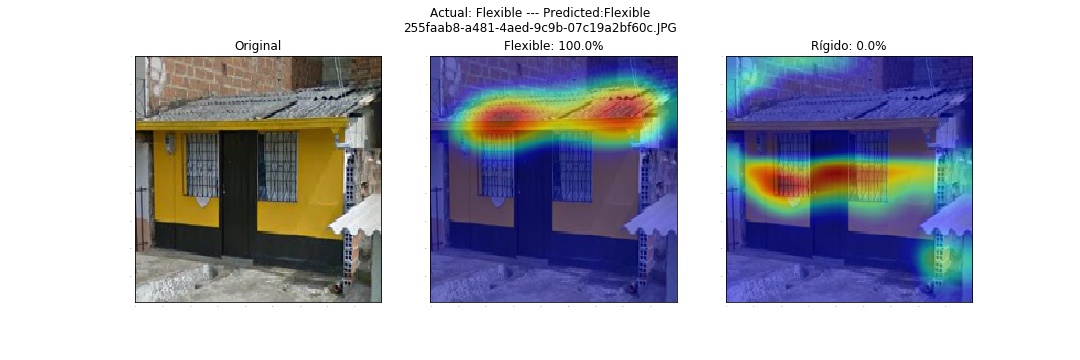 Actual: Flexible --- Predicted:Flexible
255faab8-a481-4aed-9c9b-07c19a2bf60c.JPG
Original
Flexible: 100.0%
Rígido: 0.0%